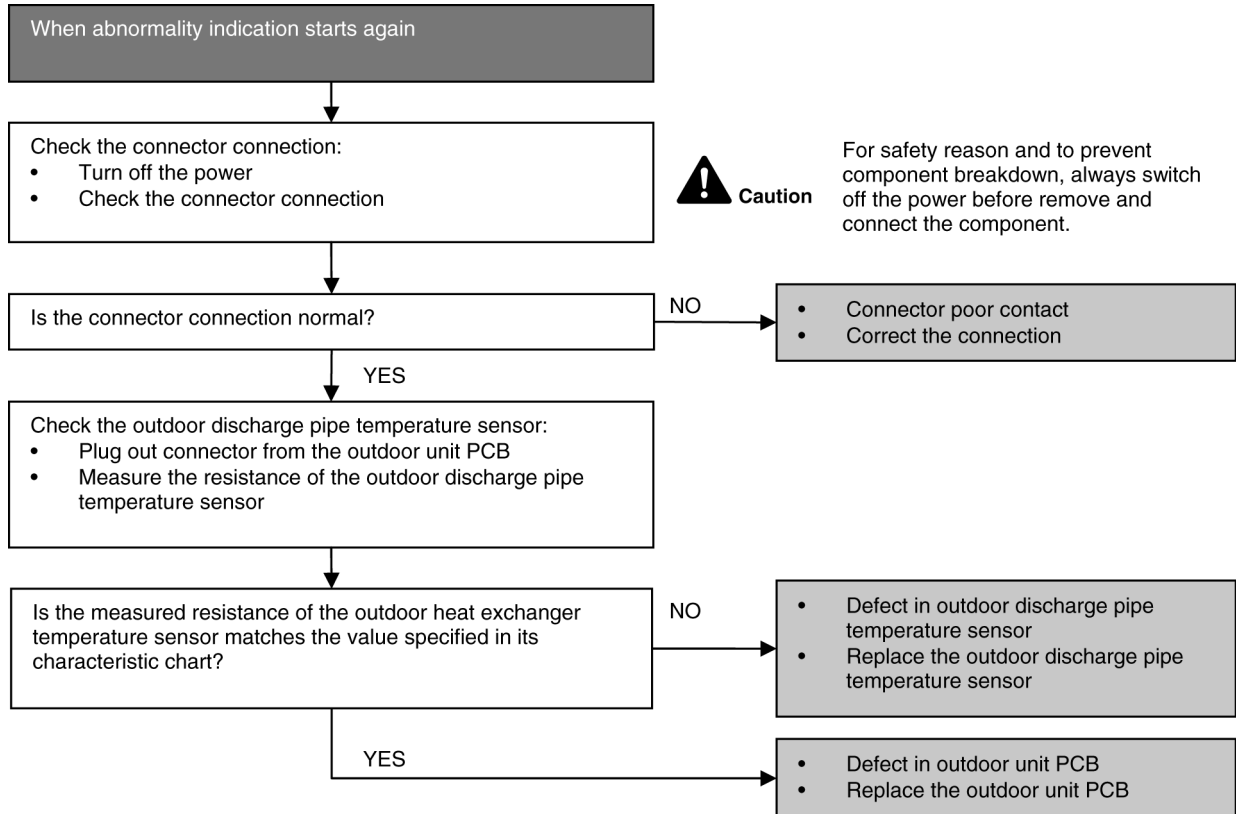 When abnormality indication starts again
Check the connector connection:
• Turn off the power
• Check the connector connection
Caution
For safety reason and to prevent
component breakdown, always switch
off the power before remove and
connect the component.
Is the connector connection normal?
NO
• Connector poor contact
• Correct the connection
YES
Check the outdoor discharge pipe temperature sensor:
• Plug out connector from the outdoor unit PCB
• Measure the resistance of the outdoor discharge pipe
temperature sensor
Is the measured resistance of the outdoor heat exchanger
temperature sensor matches the value specified in its
characteristic chart?
NO
• Defect in outdoor discharge pipe
temperature sensor
• Replace the outdoor discharge pipe
temperature sensor
YES
• Defect in outdoor unit PCB
• Replace the outdoor unit PCB